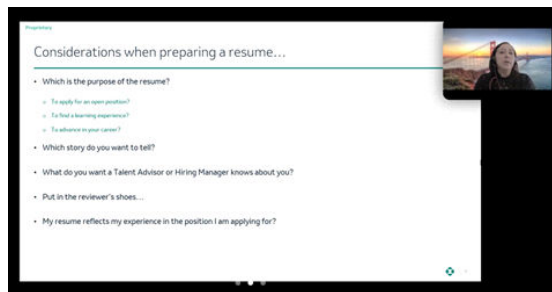 Proprietary
Considerations when preparing a resume…
• Which is the purpose of the resume?
o To apply for an open position?
o To find a learning experience?
o To advance in your career?
• Which story do you want to tell?
• What do you want a Talent Advisor or Hiring Manager knows about you?
• Put in the reviewer's shoes…
• My resume reflects my experience in the position I am applying for?